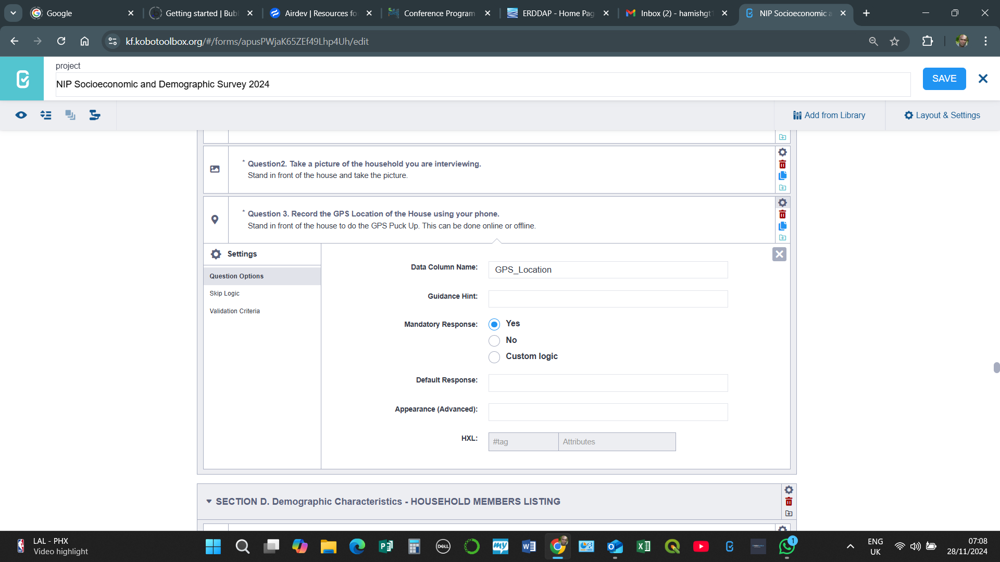 Google
Getting started | Bub
Airdev | Resources fo
Conference Program
ERDDAP - Home Pag
Inbox (2) - hamishgt
NIP Socioeconomic a
kf.kobotoolbox.org/#/forms/apusPWjaK65ZEf49Lhp4Uh/edit
project
NIP Socioeconomic and Demographic Survey 2024
SAVE
Add from Library
Layout & Settings
* Question2. Take a picture of the household you are interviewing.
Stand in front of the house and take the picture.
* Question 3. Record the GPS Location of the House using your phone.
Stand in front of the house to do the GPS Puck Up. This can be done online or offline.
Settings
Question Options
Skip Logic
Validation Criteria
Data Column Name:
GPS_Location
Guidance Hint:
Mandatory Response:
Yes
No
Custom logic
Default Response:
Appearance (Advanced):
HXL:
#tag
Attributes
SECTION D. Demographic Characteristics - HOUSEHOLD MEMBERS LISTING
LAL - PHX
Video highlight
DELL
my
1
ENG
UK
07:08
28/11/2024